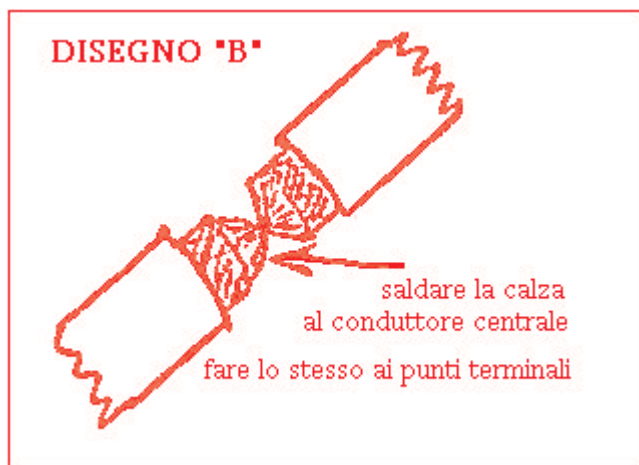 DISEGNO "B"
saldare la calza
al conduttore centrale
fare lo stesso ai punti terminali